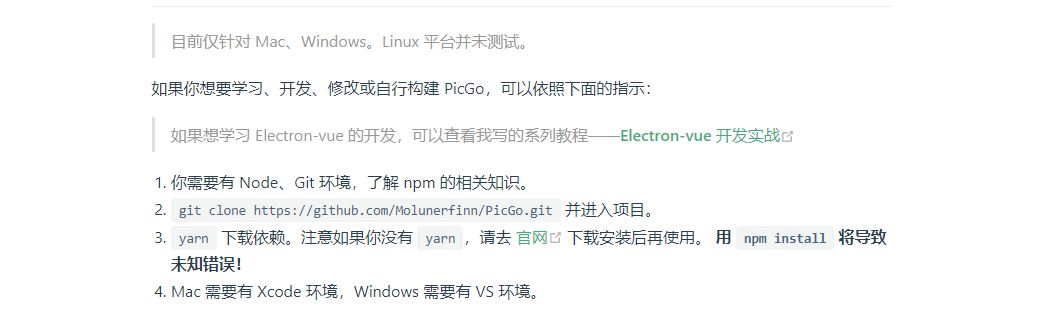 目前仅针对 Mac、Windows。Linux 平台并未测试。
如果你想要学习、开发、修改或自行构建 PicGo，可以依照下面的指示：
如果想学习 Electron-vue 的开发，可以查看我写的系列教程——Electron-vue 开发实战
1. 你需要有 Node、Git 环境，了解 npm 的相关知识。
2. git clone https://github.com/Molunerfinn/PicGo.git 并进入项目。
3. yarn 下载依赖。注意如果你没有 yarn ，请去 官网 下载安装后再使用。 用 npm install 将导致
未知错误！
4. Mac 需要有 Xcode 环境，Windows 需要有 VS 环境。